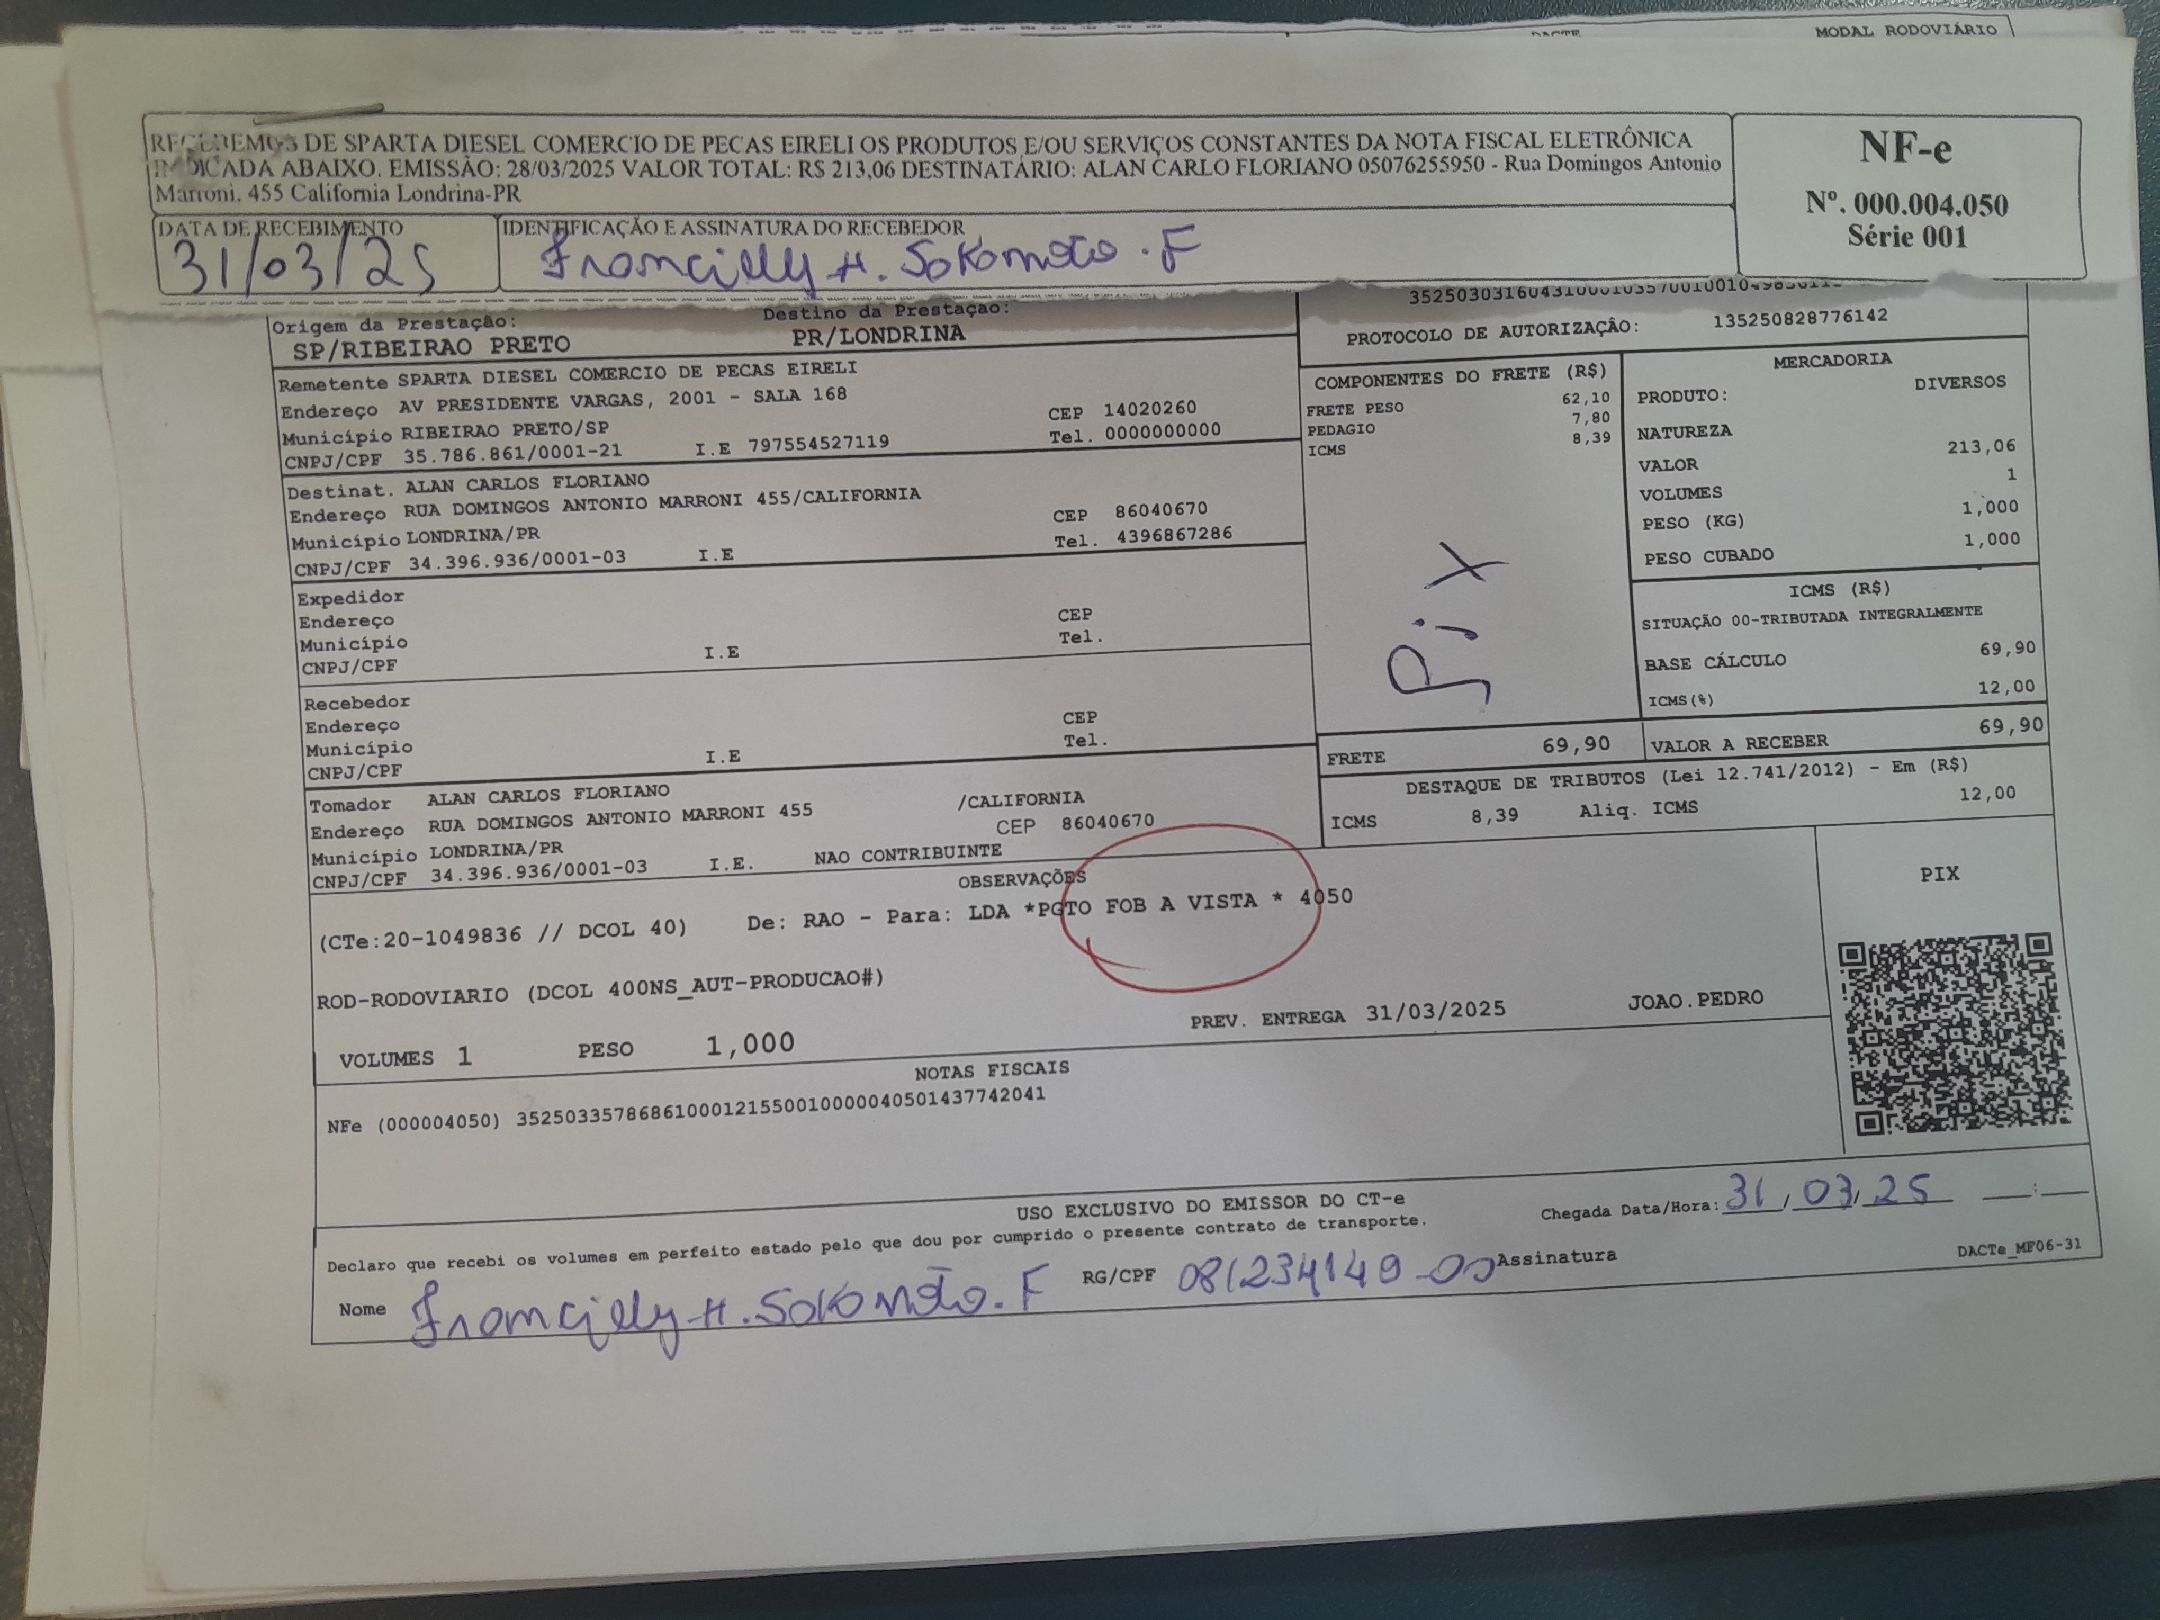 DACTE MODAL RODOVIÁRIO
RECEBEMOS DE SPARTA DIESEL COMERCIO DE PECAS EIRELI OS PRODUTOS E/OU SERVIÇOS CONSTANTES DA NOTA FISCAL ELETRÔNICA
INDICADA ABAIXO. EMISSÃO: 28/03/2025 VALOR TOTAL: R$ 213,06 DESTINATÁRIO: ALAN CARLO FLORIANO 05076255950 - Rua Domingos Antonio
Marroni, 455 California Londrina-PR
NF-e
Nº. 000.004.050
Série 001
DATA DE RECEBIMENTO
31/03/25
IDENTIFICAÇÃO E ASSINATURA DO RECEBEDOR
Francielly H. Sokomoto. F
Origem da Prestação:
SP/RIBEIRAO PRETO
Destino da Prestação:
PR/LONDRINA
PROTOCOLO DE AUTORIZAÇÂO: 135250828776142
Remetente SPARTA DIESEL COMERCIO DE PECAS EIRELI
Endereço AV PRESIDENTE VARGAS, 2001 - SALA 168
CEP 14020260
Município RIBEIRAO PRETO/SP
Tel. 0000000000
CNPJ/CPF 35.786.861/0001-21 I.E 797554527119
Destinat. ALAN CARLOS FLORIANO
Endereço RUA DOMINGOS ANTONIO MARRONI 455/CALIFORNIA
CEP 86040670
Município LONDRINA/PR
Tel. 4396867286
CNPJ/CPF 34.396.936/0001-03 I.E
Expedidor
Endereço CEP
Município Tel.
CNPJ/CPF I.E
Recebedor
Endereço CEP
Município Tel.
CNPJ/CPF I.E
Tomador ALAN CARLOS FLORIANO
Endereço RUA DOMINGOS ANTONIO MARRONI 455 /CALIFORNIA
Município LONDRINA/PR CEP 86040670
CNPJ/CPF 34.396.936/0001-03 I.E. NAO CONTRIBUINTE
COMPONENTES DO FRETE (R$)
FRETE PESO 62,10
PEDAGIO 7,80
ICMS 8,39
Pix
MERCADORIA
PRODUTO: DIVERSOS
NATUREZA
VALOR 213,06
VOLUMES 1
PESO (KG) 1,000
PESO CUBADO 1,000
ICMS (R$)
SITUAÇÃO 00-TRIBUTADA INTEGRALMENTE
BASE CÁLCULO 69,90
ICMS(%) 12,00
FRETE 69,90 VALOR A RECEBER 69,90
DESTAQUE DE TRIBUTOS (Lei 12.741/2012) - Em (R$)
ICMS 8,39 Aliq. ICMS 12,00
OBSERVAÇÕES
(CTe:20-1049836 // DCOL 40) De: RAO - Para: LDA *PGTO FOB A VISTA * 4050
ROD-RODOVIARIO (DCOL 400NS_AUT-PRODUCAO#)
PREV. ENTREGA 31/03/2025 JOAO.PEDRO
VOLUMES 1 PESO 1,000
PIX
NOTAS FISCAIS
NFe (000004050) 35250335786861000121550010000040501437742041
USO EXCLUSIVO DO EMISSOR DO CT-e
Declaro que recebi os volumes em perfeito estado pelo que dou por cumprido o presente contrato de transporte.
Chegada Data/Hora: 31/03/25 __:__
Nome Francielly H. Sokomoto. F RG/CPF 081234149-00 Assinatura
DACTe_MF06-31